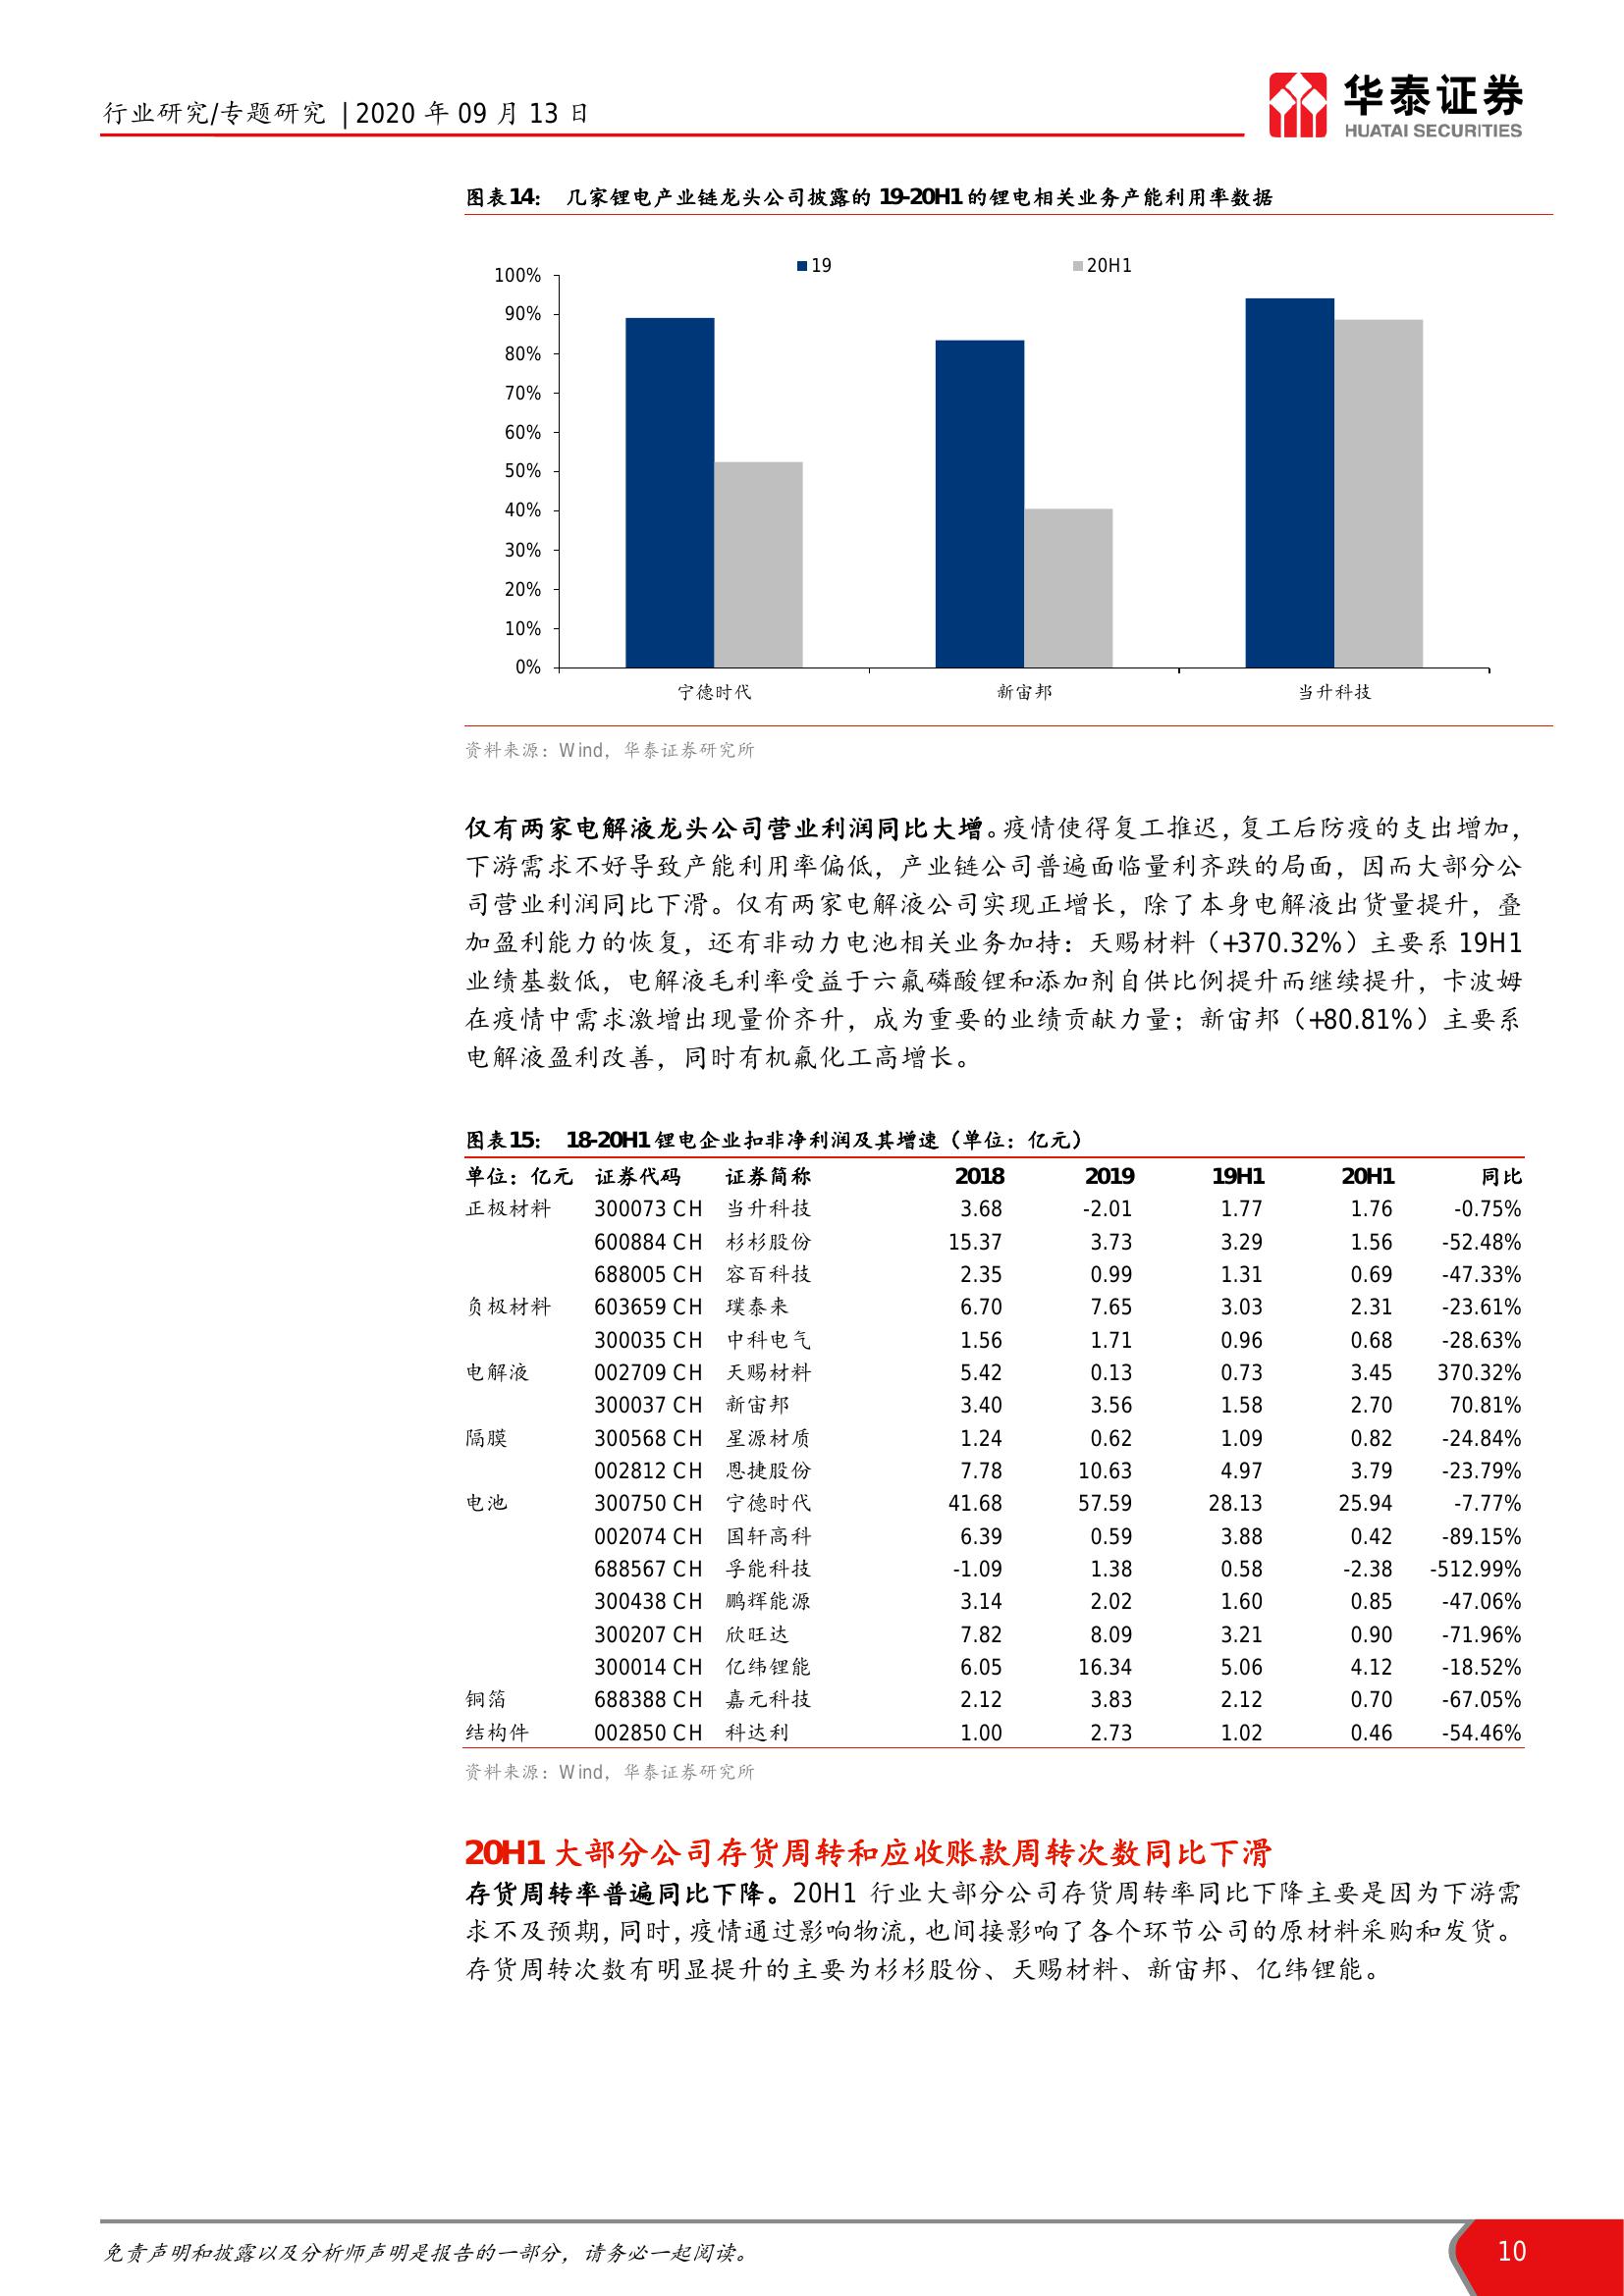 行业研究/专题研究 | 2020 年 09 月 13 日
华泰证券
HUATAI SECURITIES
图表14： 几家锂电产业链龙头公司披露的 19-20H1 的锂电相关业务产能利用率数据
19 20H1
100%
90%
80%
70%
60%
50%
40%
30%
20%
10%
0%
宁德时代 新宙邦 当升科技
资料来源：Wind，华泰证券研究所
仅有两家电解液龙头公司营业利润同比大增。疫情使得复工推迟，复工后防疫的支出增加，
下游需求不好导致产能利用率偏低，产业链公司普遍面临量利齐跌的局面，因而大部分公
司营业利润同比下滑。仅有两家电解液公司实现正增长，除了本身电解液出货量提升，叠
加盈利能力的恢复，还有非动力电池相关业务加持：天赐材料（+370.32%）主要系 19H1
业绩基数低，电解液毛利率受益于六氟磷酸锂和添加剂自供比例提升而继续提升，卡波姆
在疫情中需求激增出现量价齐升，成为重要的业绩贡献力量；新宙邦（+80.81%）主要系
电解液盈利改善，同时有机氟化工高增长。
图表15： 18-20H1 锂电企业扣非净利润及其增速（单位：亿元）
单位：亿元 证券代码 证券简称 2018 2019 19H1 20H1 同比
正极材料 300073 CH 当升科技 3.68 -2.01 1.77 1.76 -0.75%
600884 CH 杉杉股份 15.37 3.73 3.29 1.56 -52.48%
688005 CH 容百科技 2.35 0.99 1.31 0.69 -47.33%
负极材料 603659 CH 璞泰来 6.70 7.65 3.03 2.31 -23.61%
300035 CH 中科电气 1.56 1.71 0.96 0.68 -28.63%
电解液 002709 CH 天赐材料 5.42 0.13 0.73 3.45 370.32%
300037 CH 新宙邦 3.40 3.56 1.58 2.70 70.81%
隔膜 300568 CH 星源材质 1.24 0.62 1.09 0.82 -24.84%
002812 CH 恩捷股份 7.78 10.63 4.97 3.79 -23.79%
电池 300750 CH 宁德时代 41.68 57.59 28.13 25.94 -7.77%
002074 CH 国轩高科 6.39 0.59 3.88 0.42 -89.15%
688567 CH 孚能科技 -1.09 1.38 0.58 -2.38 -512.99%
300438 CH 鹏辉能源 3.14 2.02 1.60 0.85 -47.06%
300207 CH 欣旺达 7.82 8.09 3.21 0.90 -71.96%
300014 CH 亿纬锂能 6.05 16.34 5.06 4.12 -18.52%
铜箔 688388 CH 嘉元科技 2.12 3.83 2.12 0.70 -67.05%
结构件 002850 CH 科达利 1.00 2.73 1.02 0.46 -54.46%
资料来源：Wind，华泰证券研究所
20H1 大部分公司存货周转和应收账款周转次数同比下滑
存货周转率普遍同比下降。20H1 行业大部分公司存货周转率同比下降主要是因为下游需
求不及预期，同时，疫情通过影响物流，也间接影响了各个环节公司的原材料采购和发货。
存货周转次数有明显提升的主要为杉杉股份、天赐材料、新宙邦、亿纬锂能。
免责声明和披露以及分析师声明是报告的一部分，请务必一起阅读。
10